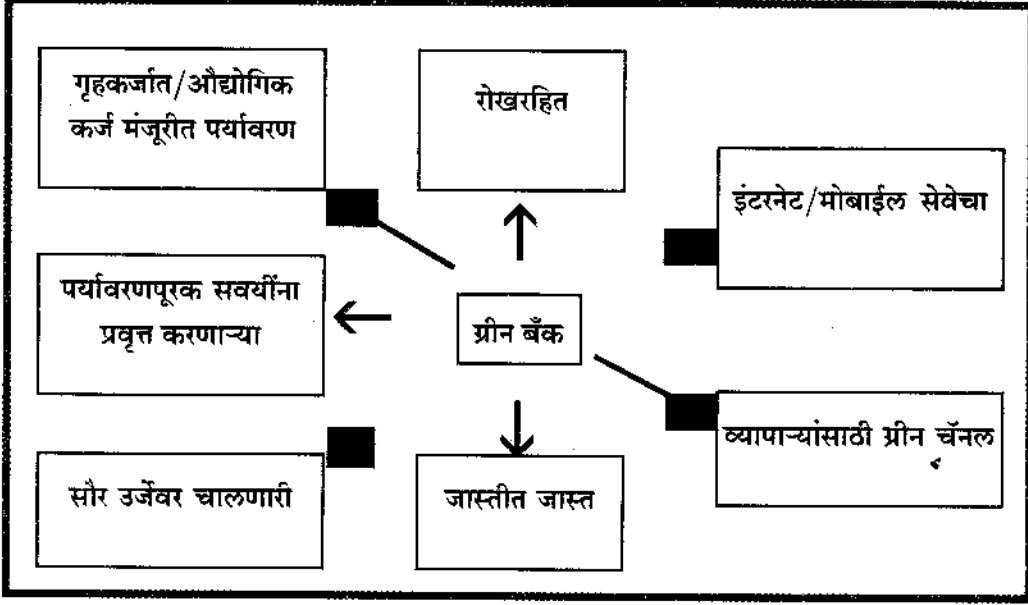 गृहकर्जात/औद्योगिक
कर्ज मंजूरीत पर्यावरण
रोखरहित
इंटरनेट/मोबाईल सेवेचा
पर्यावरणपूरक सवयींना
प्रवृत्त करणाऱ्या
ग्रीन बँक
व्यापाऱ्यांसाठी ग्रीन चॅनल
सौर उर्जेवर चालणारी
जास्तीत जास्त